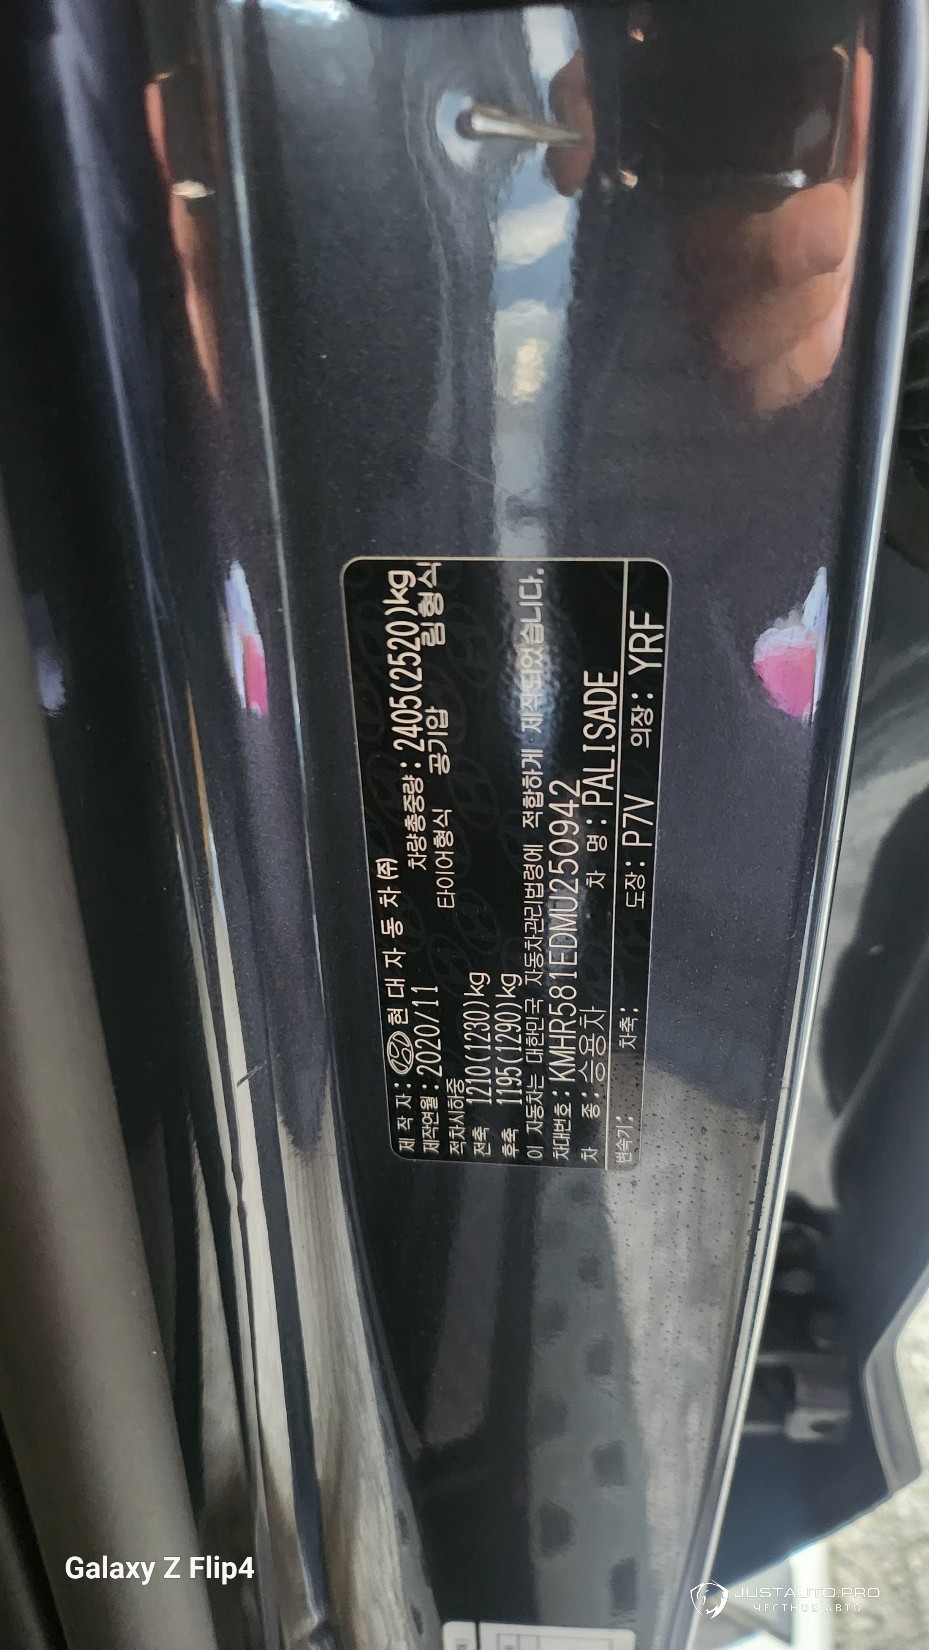 제 작 자 : 현 대 자 동 차 (주)
제작연월 : 2020/11 차량총중량 : 2405(2520)kg
적차시하중 타이어형식 공기압 림형식
전축 1210(1230)kg
후축 1195(1290)kg
이 자동차는 대한민국 자동차관리법령에 적합하게 제작되었습니다.
차대번호 : KMHR581EDMU250942
차 종 : 승용차 차 명 : PALISADE
변속기 : 차축 : 도장 : P7V 의장 : YRF
Galaxy Z Flip4
JUSTAUTO.PRO
ЧЕСТНОЕ АВТО